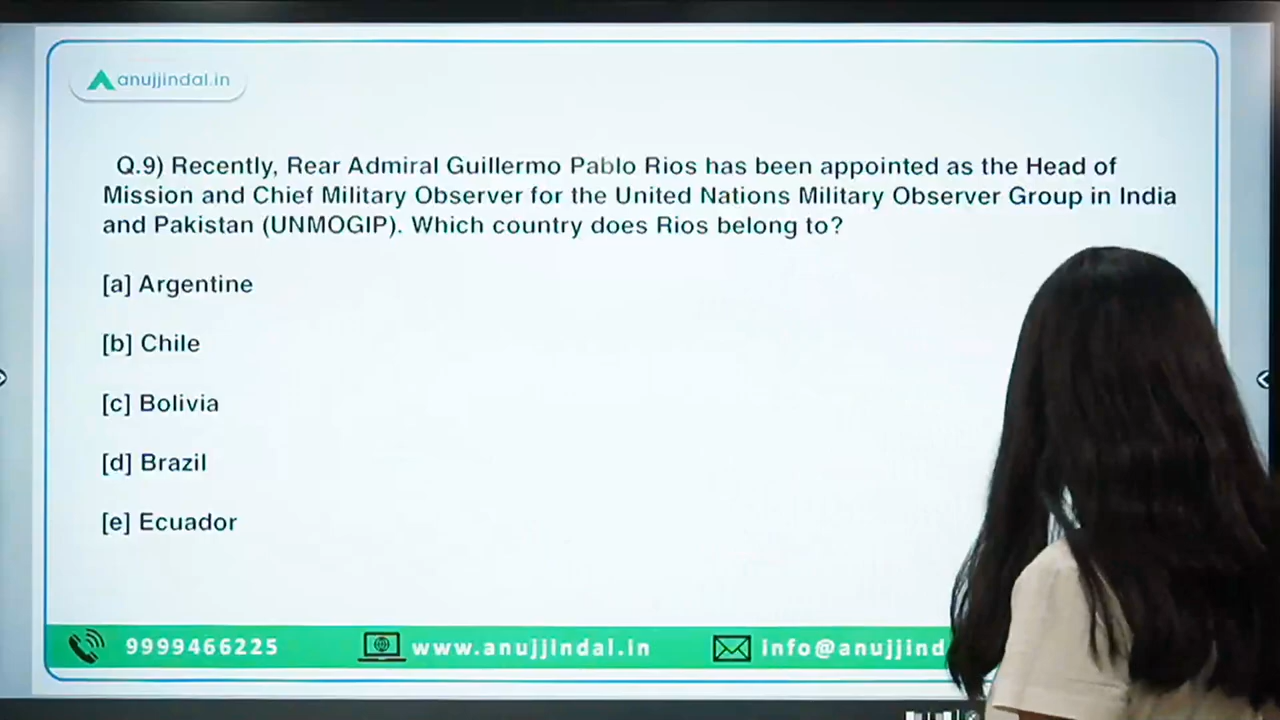 anujjindal.in
Q.9) Recently, Rear Admiral Guillermo Pablo Rios has been appointed as the Head of
Mission and Chief Military Observer for the United Nations Military Observer Group in India
and Pakistan (UNMOGIP). Which country does Rios belong to?
[a] Argentine
[b] Chile
[c] Bolivia
[d] Brazil
[e] Ecuador
9999466225 www.anujjindal.in info@anujjind